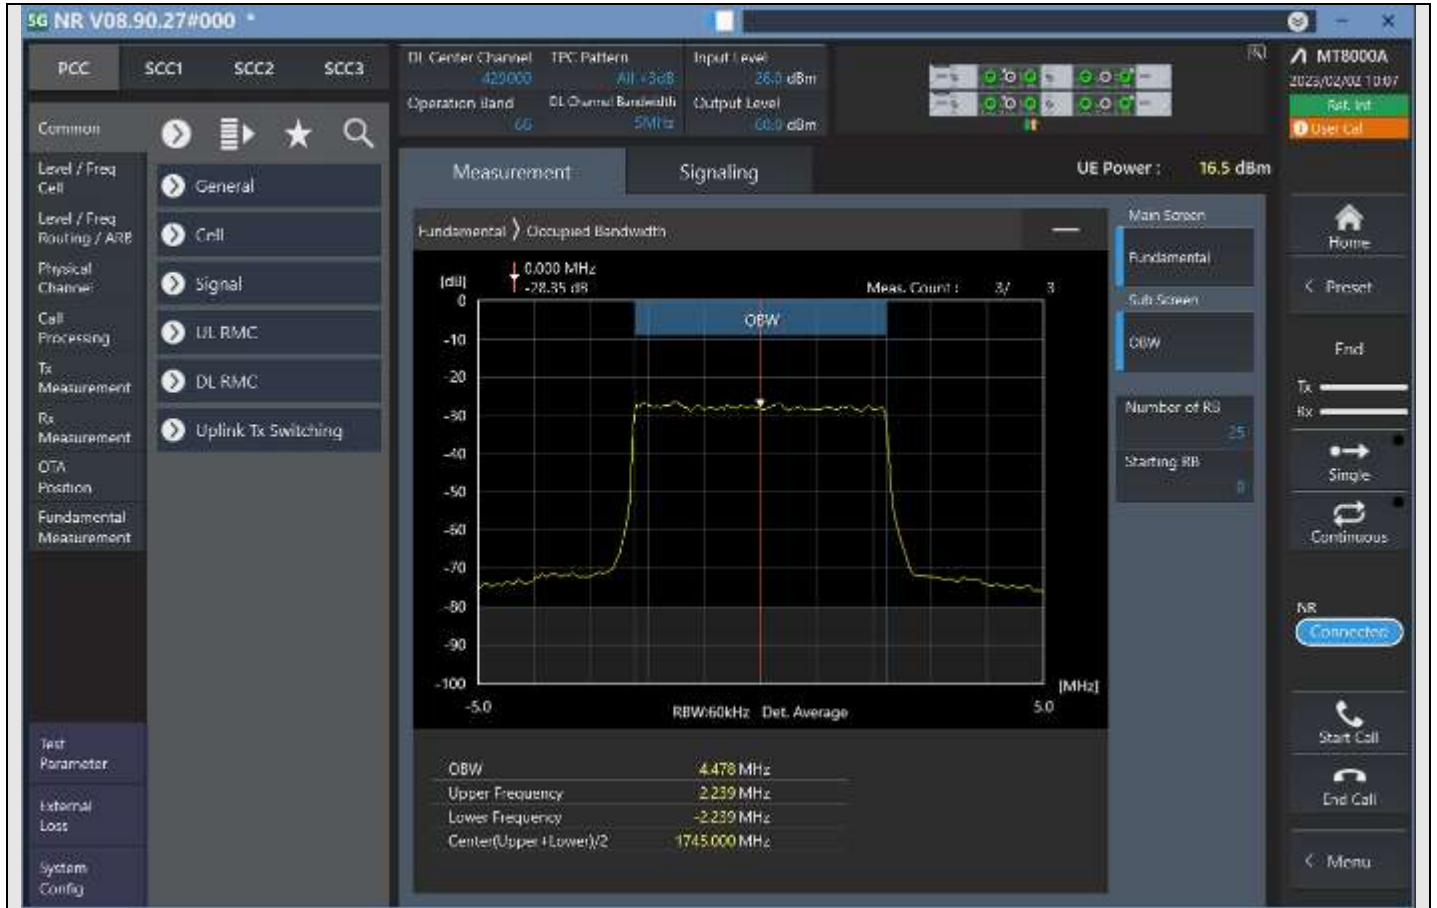 5G NR V08.90.27#000 *
PCC SCC1 SCC2 SCC3
DL Center Channel
429000
TPC Pattern
All +3dB
Input Level
26.0 dBm
Operation Band
66
DL Channel Bandwidth
5MHz
Output Level
dBm
MT8000A
2023/02/02 10:07
Ref. Int
User Cal
Common
Level / Freq
Cell
Level / Freq
Routing / ARB
Physical
Channel
Call
Processing
Tx
Measurement
Rx
Measurement
OTA
Position
Fundamental
Measurement
Test
Parameter
External
Loss
System
Config
General
Cell
Signal
UL RMC
DL RMC
Uplink Tx Switching
Measurement Signaling
UE Power : 16.5 dBm
Fundamental > Occupied Bandwidth
[dB]
0.000 MHz
-28.35 dB
Meas. Count : 3/ 3
OBW
0
-10
-20
-30
-40
-50
-60
-70
-80
-90
-100
-5.0
5.0
[MHz]
RBW:60kHz Det. Average
OBW 4.478 MHz
Upper Frequency 2.239 MHz
Lower Frequency -2.239 MHz
Center(Upper+Lower)/2 1745.000 MHz
Main Screen
Fundamental
Sub Screen
OBW
Number of RB
25
Starting RB
0
Home
< Preset
End
Tx
Rx
Single
Continuous
NR
Connected
Start Call
End Call
< Menu